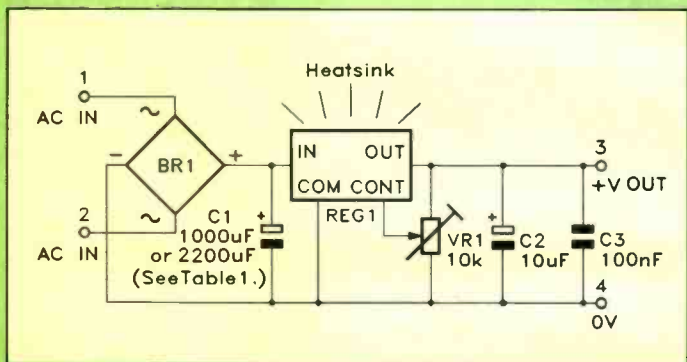 Heatsink
1
AC IN
~
BR1
-
+
~
2
AC IN
C1
1000uF
or 2200uF
(SeeTable1.)
+
IN OUT
COM CONT
REG1
VR1
10k
+
C2
10uF
C3
100nF
3
+V OUT
4
0V